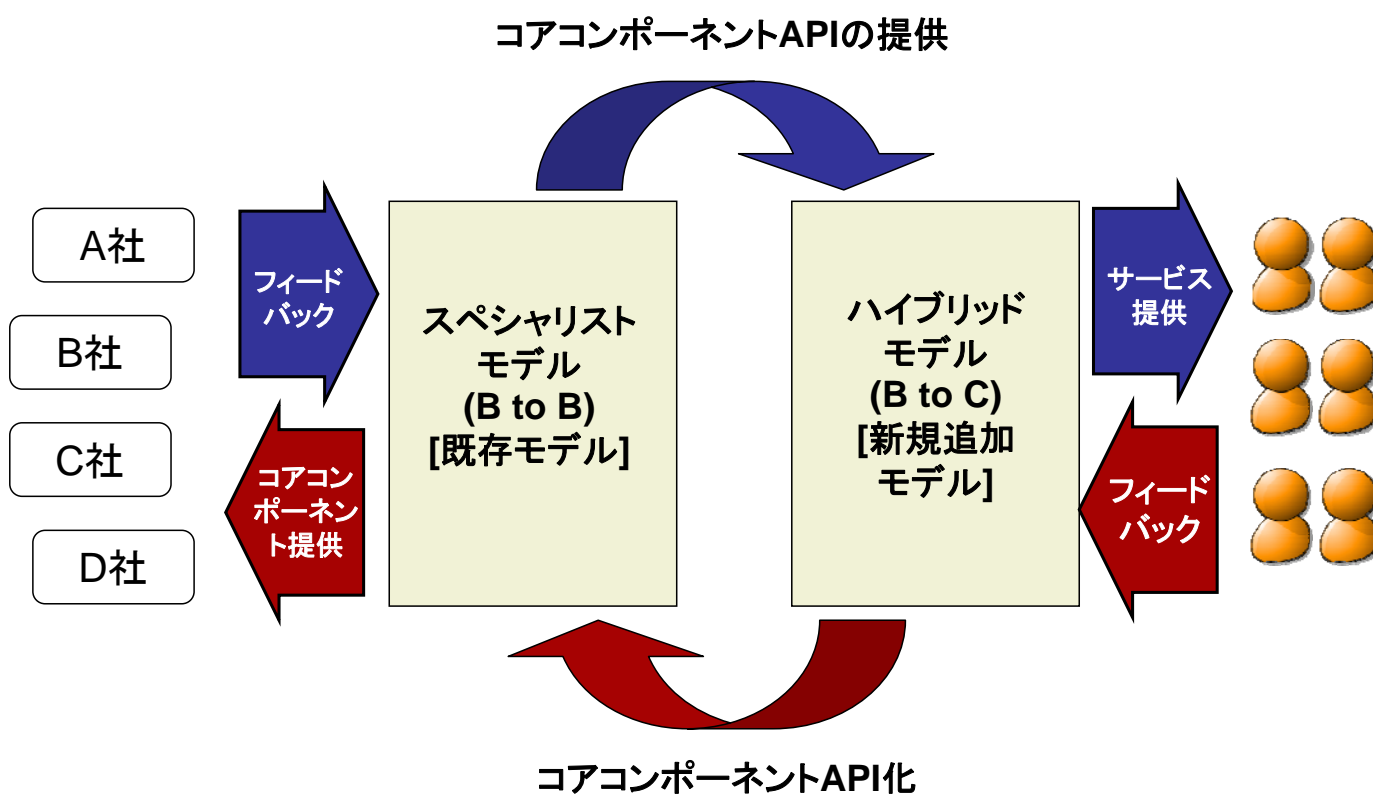 コアコンポーネントAPIの提供
A社
B社
C社
D社
フィード
バック
コアコン
ポーネン
ト提供
スペシャリスト
モデル
(B to B)
[既存モデル]
ハイブリッド
モデル
(B to C)
[新規追加
モデル]
サービス
提供
フィード
バック
コアコンポーネントAPI化